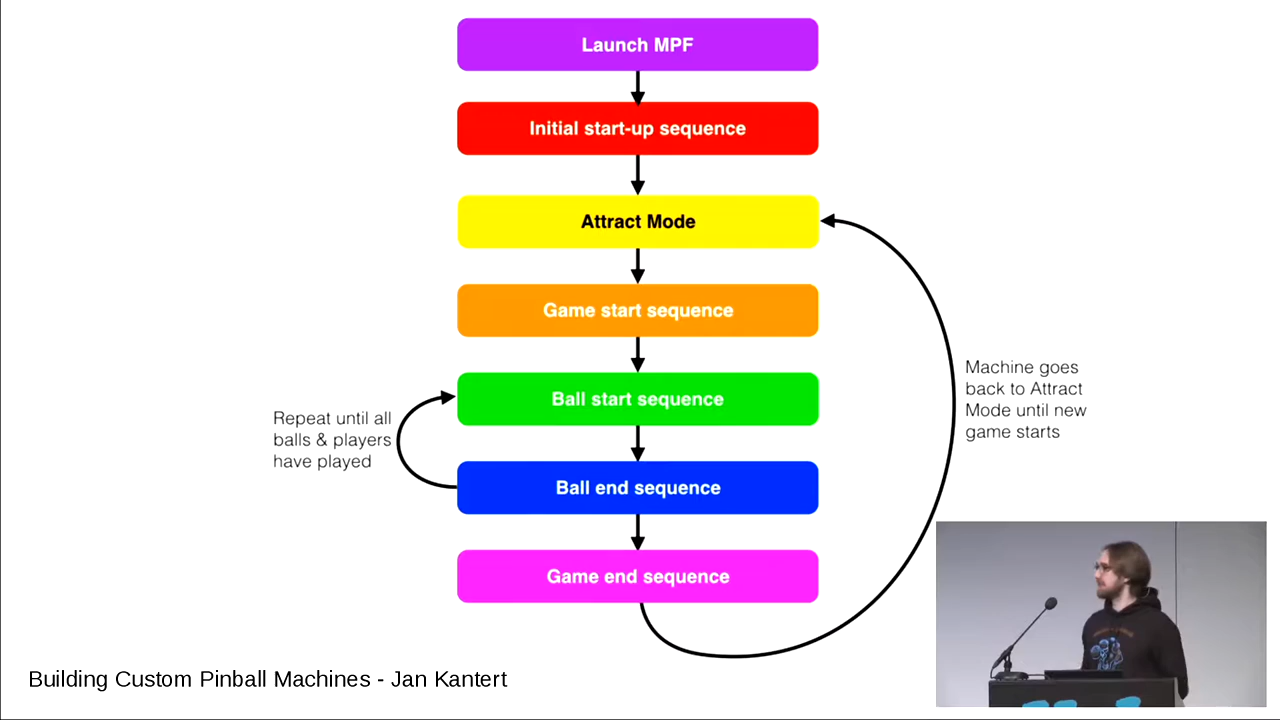 Launch MPF
Initial start-up sequence
Attract Mode
Game start sequence
Ball start sequence
Ball end sequence
Game end sequence
Repeat until all
balls & players
have played
Machine goes
back to Attract
Mode until new
game starts
Building Custom Pinball Machines - Jan Kantert